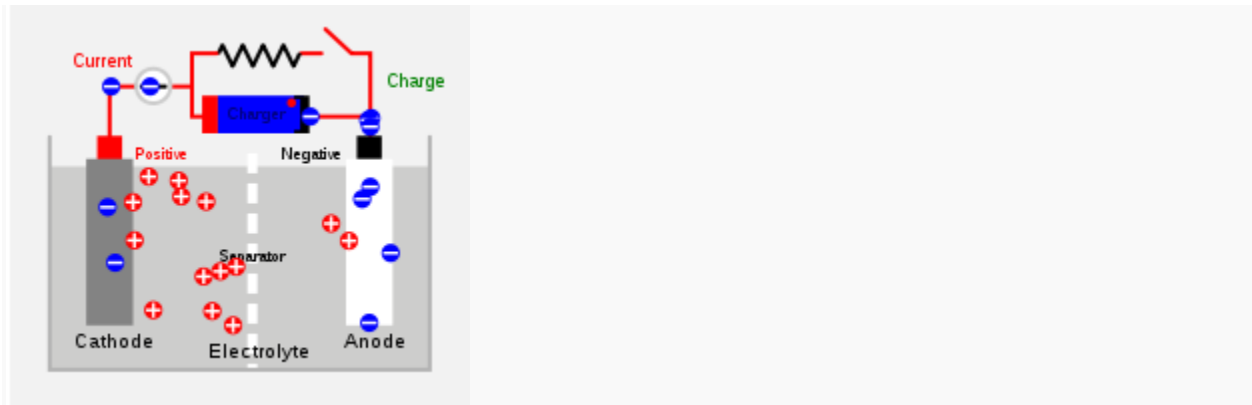 Current
Charge
Charger
Positive
Negative
Separator
Cathode
Electrolyte
Anode